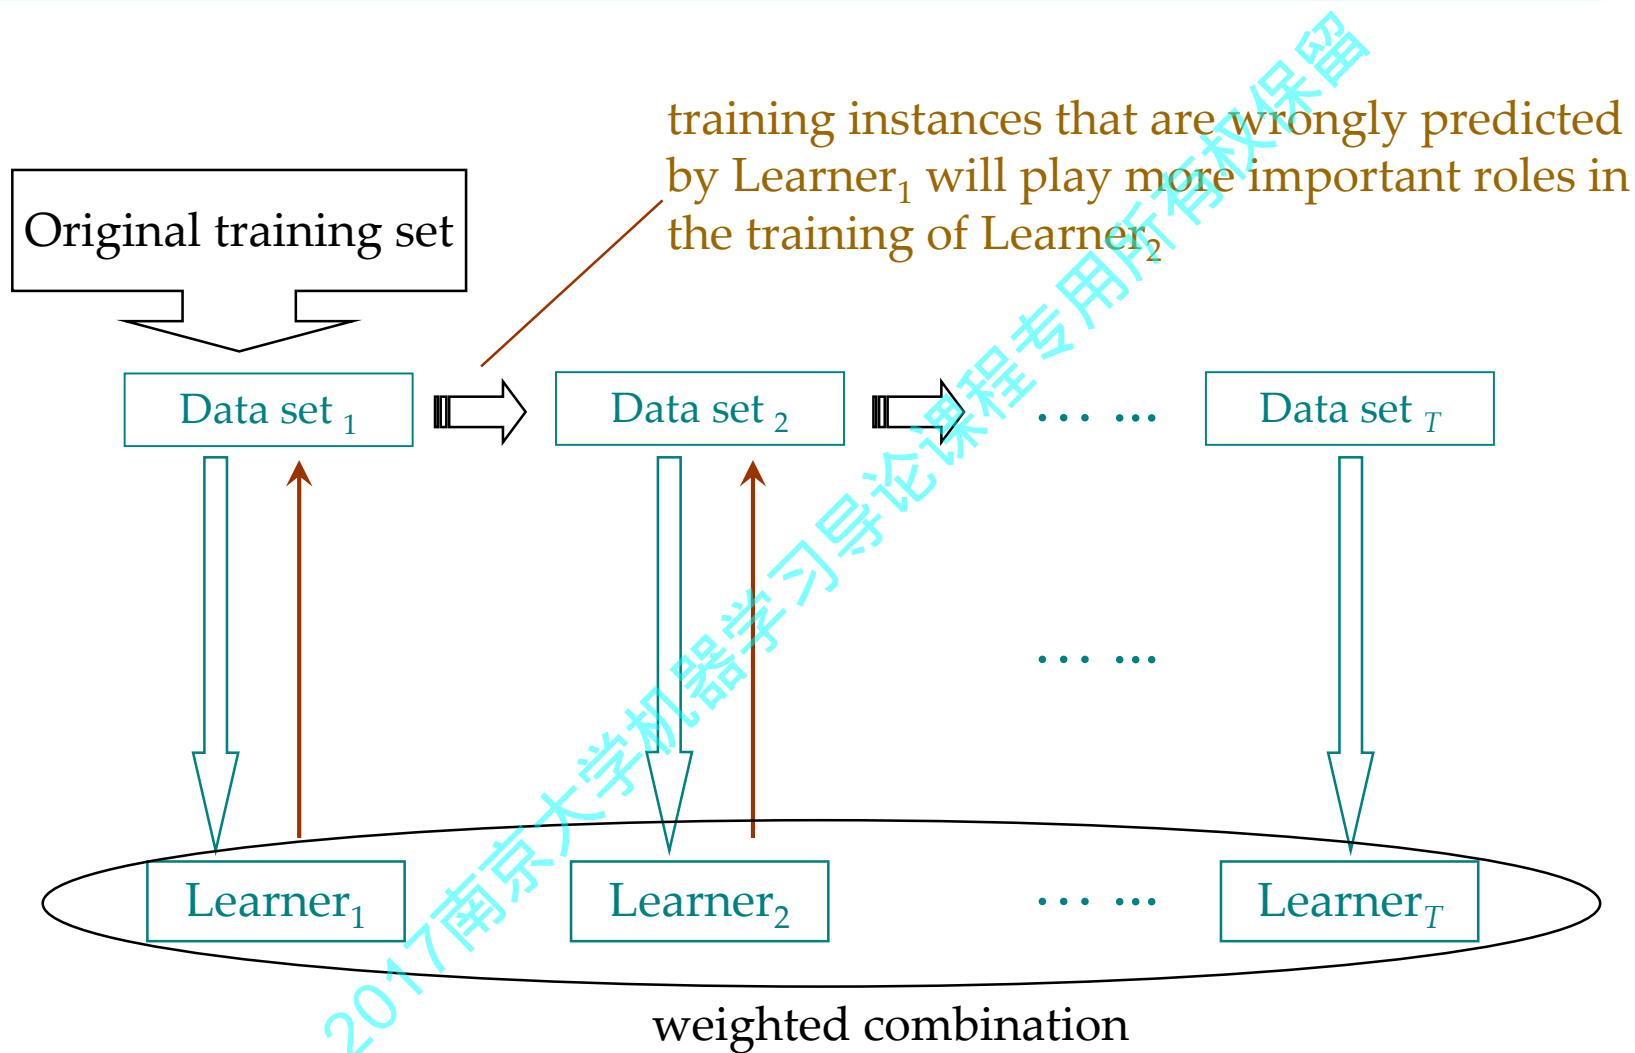 training instances that are wrongly predicted
by Learner₁ will play more important roles in
the training of Learner₂
Original training set
Data set ₁
Data set ₂
… ...
Data set T
… ...
Learner₁
Learner₂
… ...
Learner T
weighted combination
2017南京大学机器学习导论课程专用所有权保留